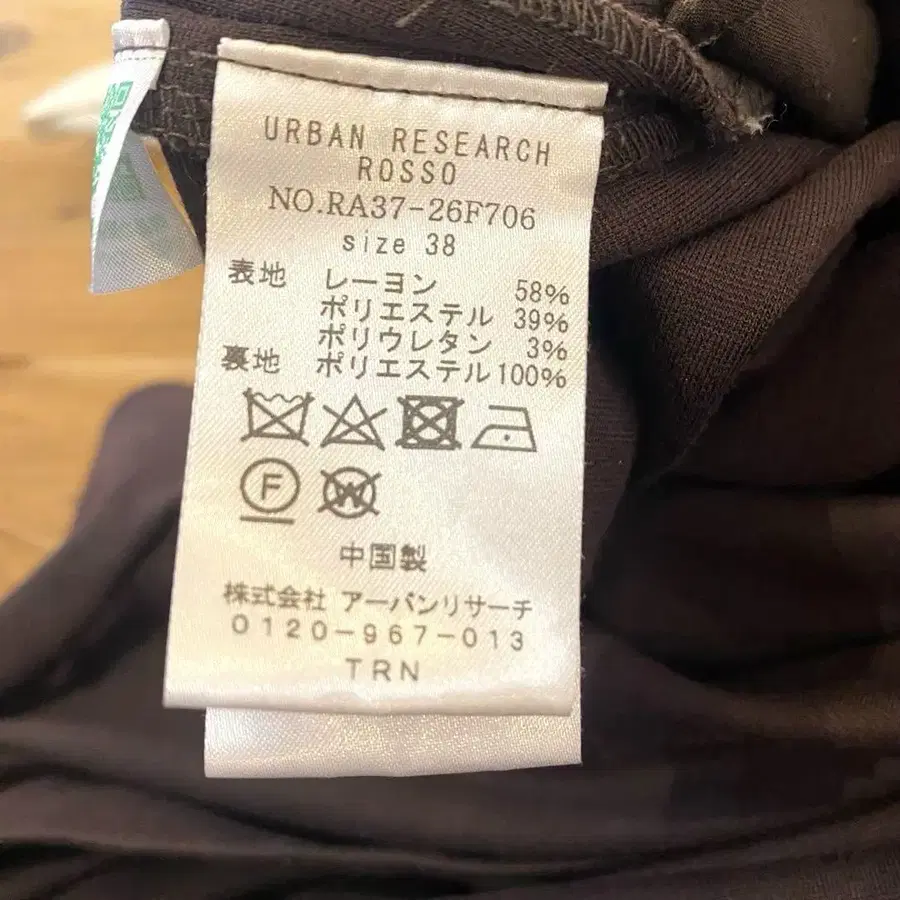 URBAN RESEARCH
ROSSO
NO.RA37-26F706
size 38
表地 レーヨン 58%
ポリエステル 39%
ポリウレタン 3%
裏地 ポリエステル 100%
F W
中国製
株式会社 アーバンリサーチ
0120-967-013
TRN